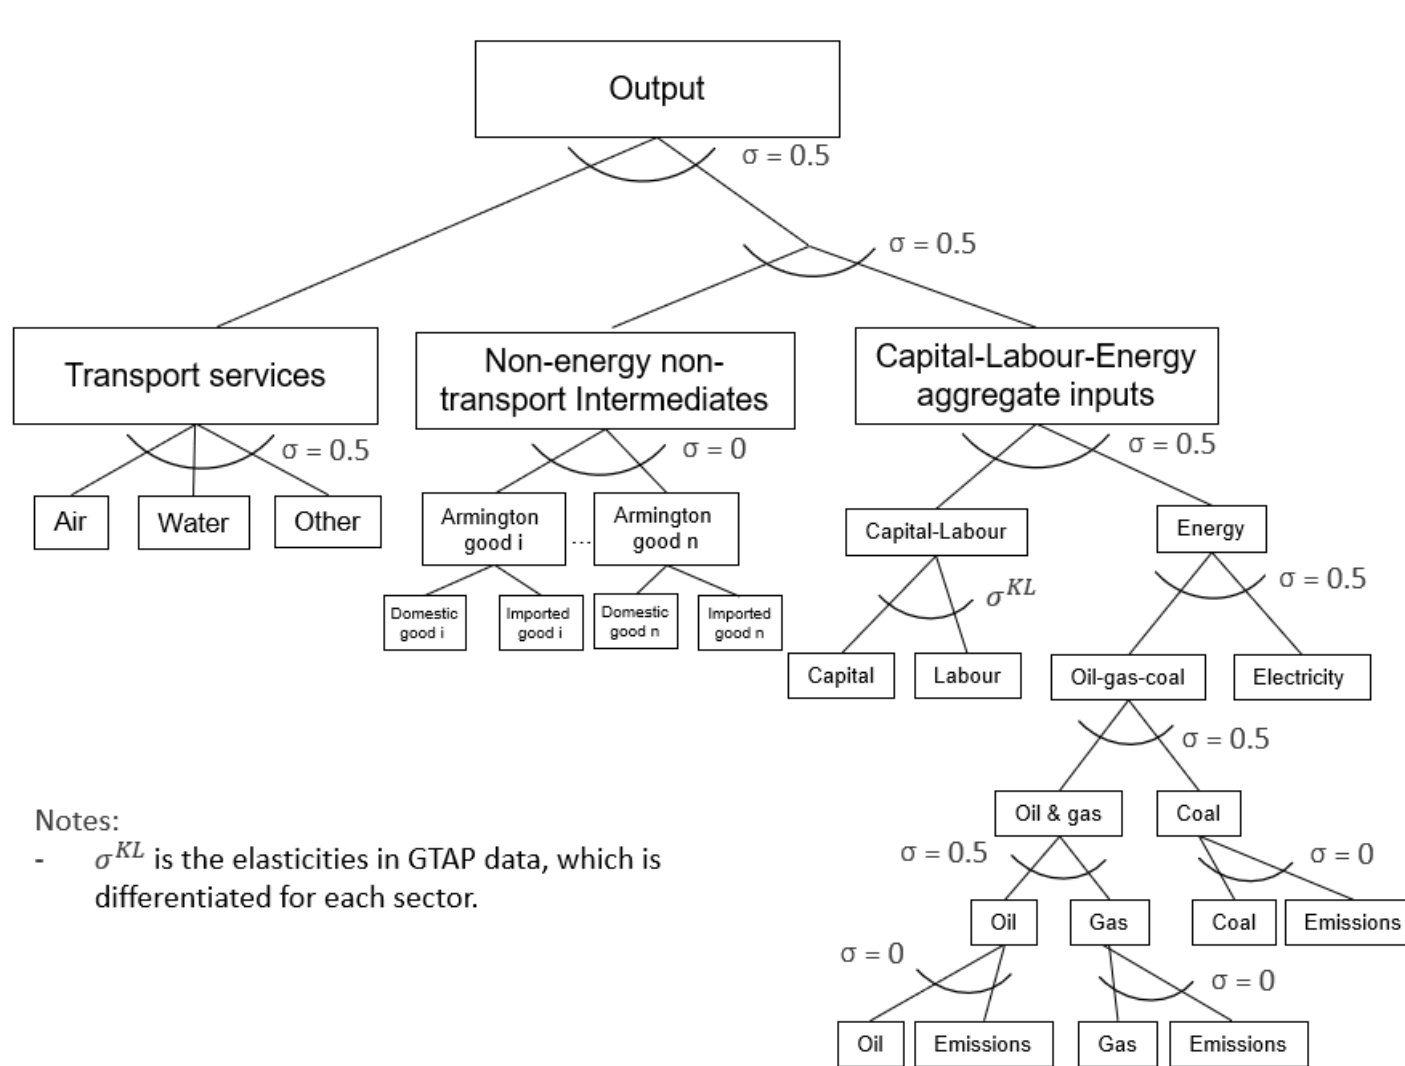 Output
σ = 0.5
σ = 0.5
Transport services
Non-energy non-
transport Intermediates
Capital-Labour-Energy
aggregate inputs
σ = 0.5
σ = 0
σ = 0.5
Air
Water
Other
Armington
good i
...
Armington
good n
Capital-Labour
Energy
Domestic
good i
Imported
good i
Domestic
good n
Imported
good n
σ^{KL}
σ = 0.5
Capital
Labour
Oil-gas-coal
Electricity
σ = 0.5
Oil & gas
Coal
σ = 0.5
σ = 0
Oil
Gas
Coal
Emissions
σ = 0
σ = 0
Oil
Emissions
Gas
Emissions
Notes:
- σ^{KL} is the elasticities in GTAP data, which is
differentiated for each sector.